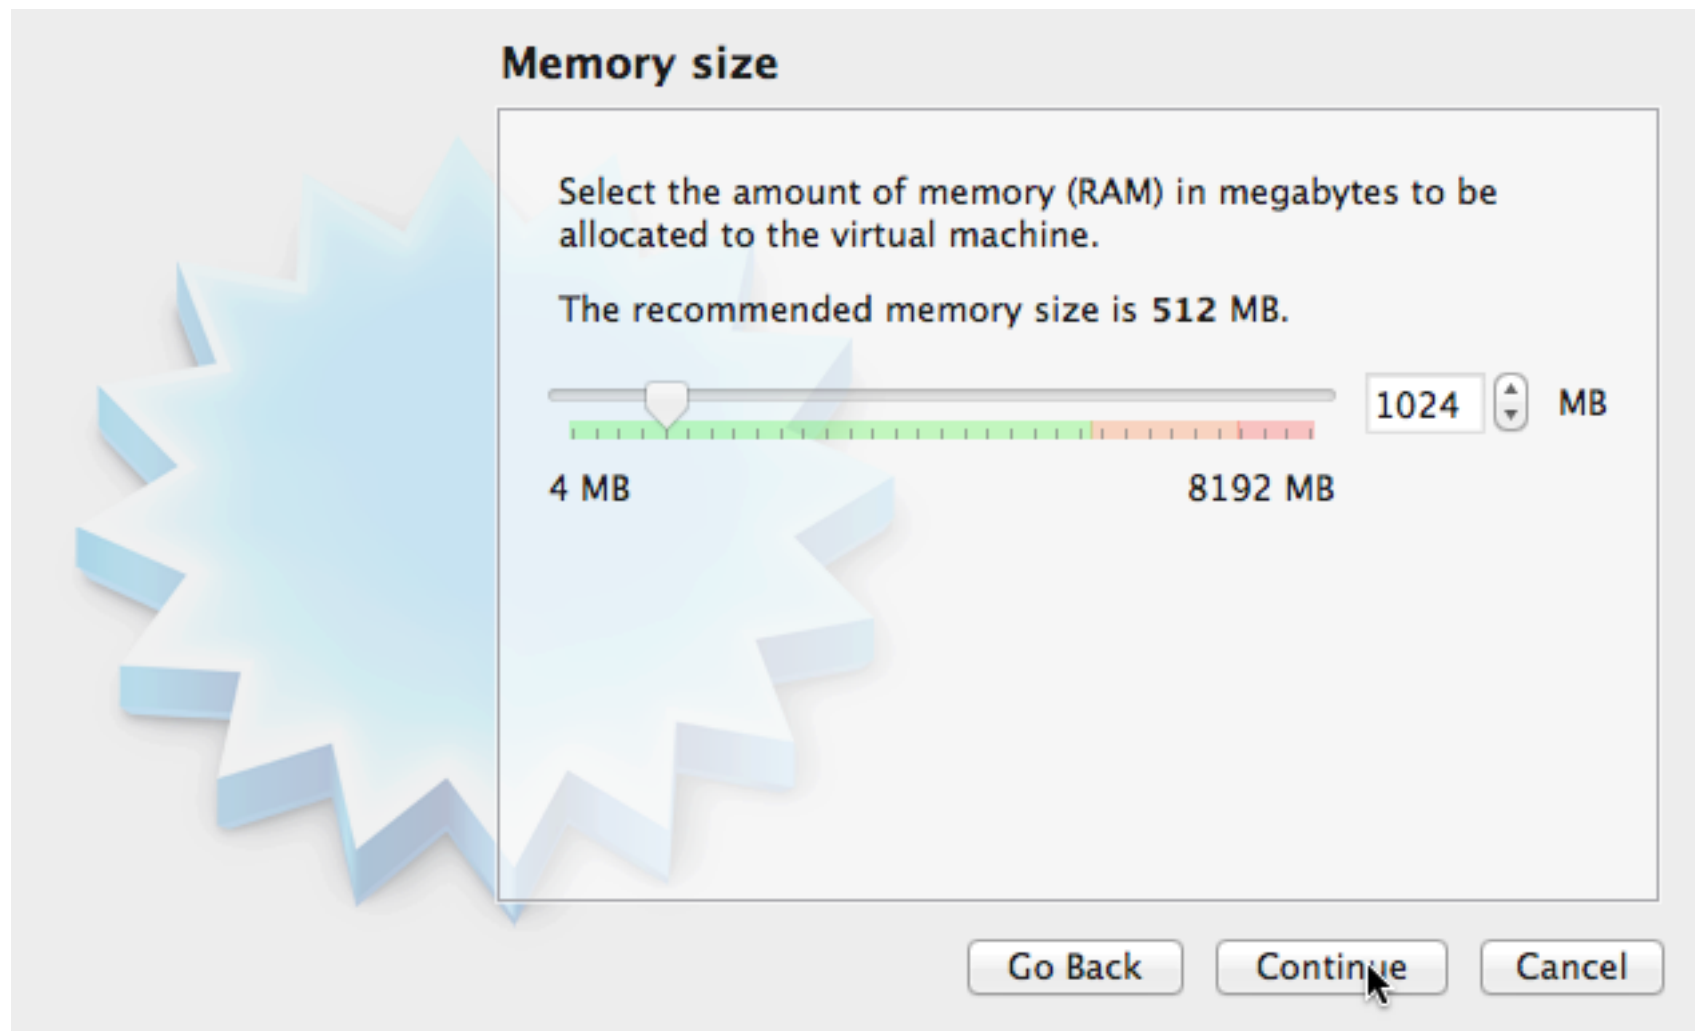 Memory size
Select the amount of memory (RAM) in megabytes to be
allocated to the virtual machine.
The recommended memory size is 512 MB.
1024 MB
4 MB 8192 MB
Go Back Continue Cancel